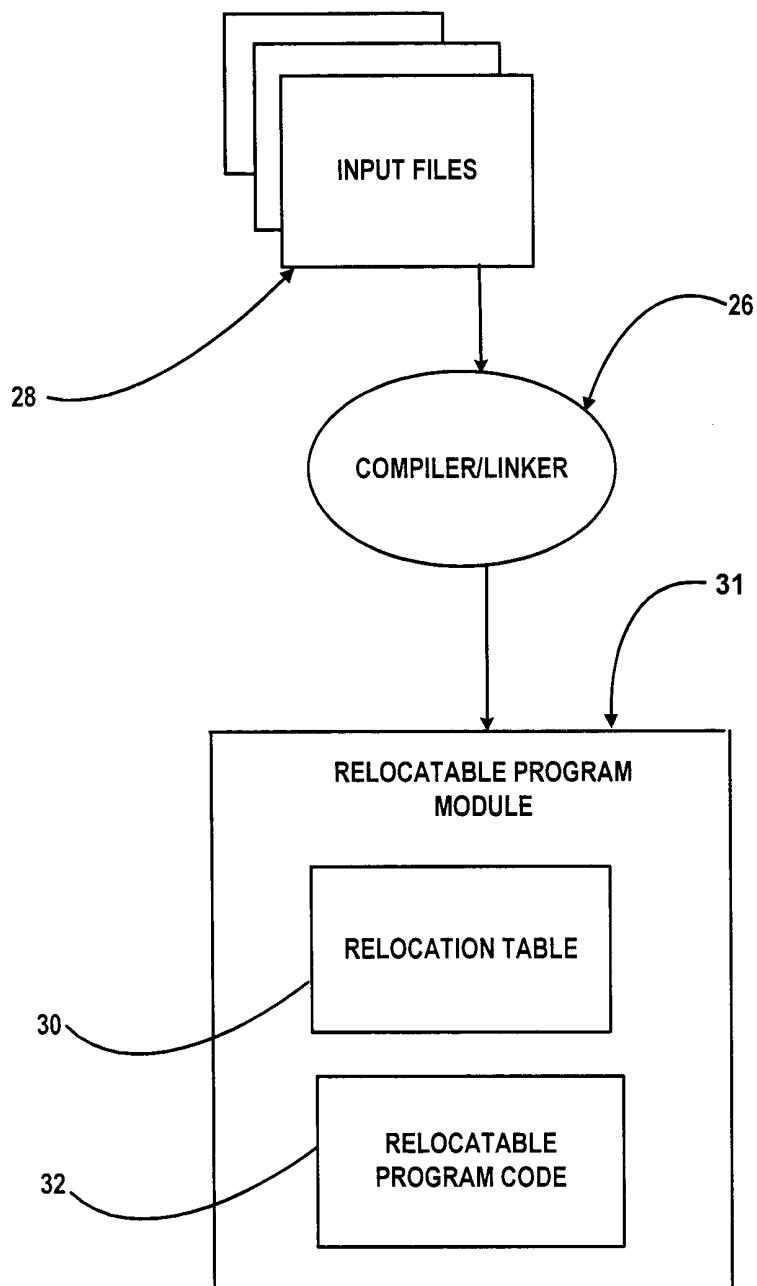 INPUT FILES
26
28
COMPILER/LINKER
31
RELOCATABLE PROGRAM
MODULE
RELOCATION TABLE
30
RELOCATABLE
PROGRAM CODE
32